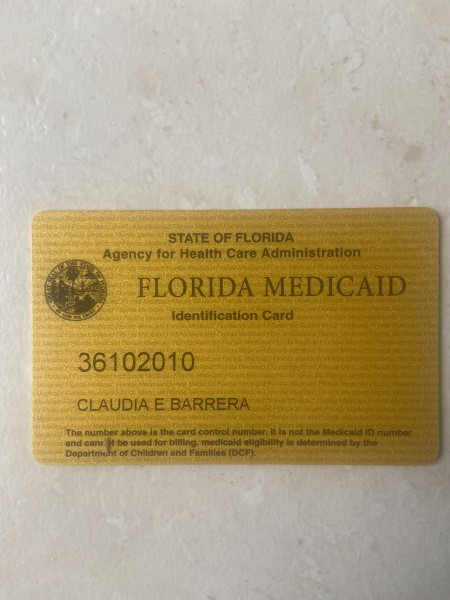 STATE OF FLORIDA
Agency for Health Care Administration
FLORIDA MEDICAID
Identification Card
36102010
CLAUDIA E BARRERA
The number above is the card control number. It is not the Medicaid ID number
and cannot be used for billing. medicaid eligibility is determined by the
Department of Children and Families (DCF).